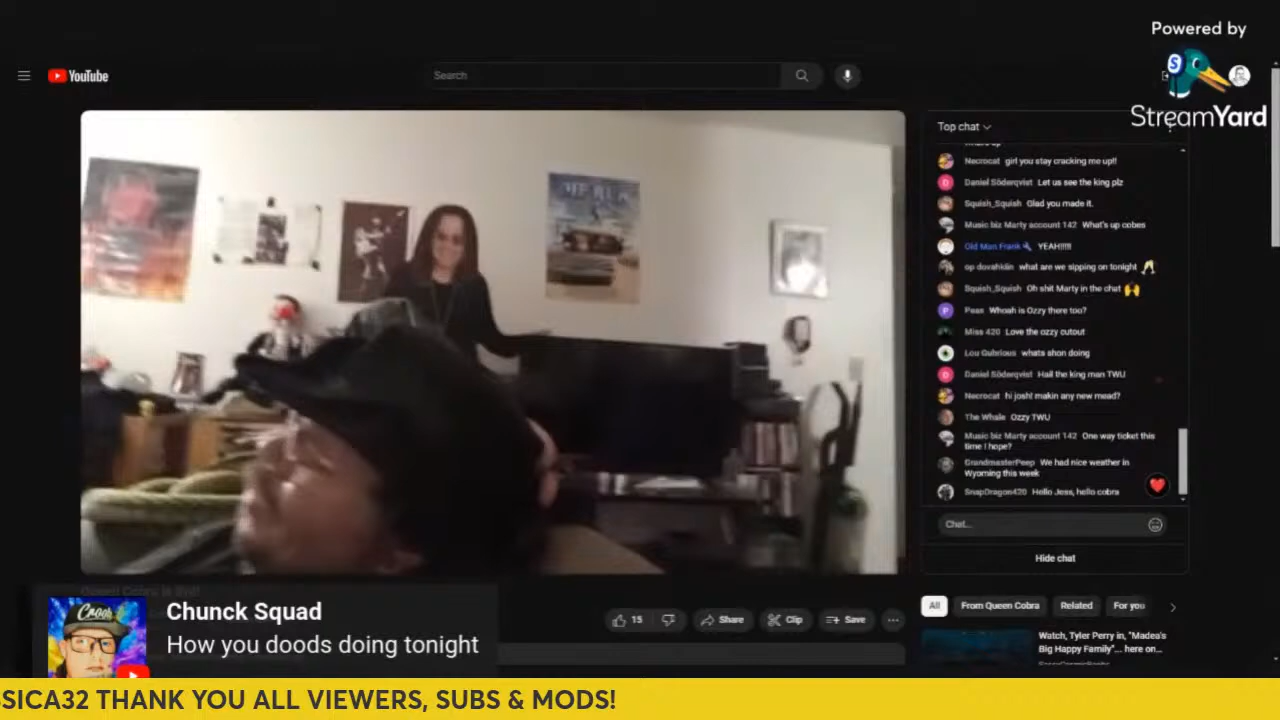 Powered by
StreamYard
YouTube
Search
Top chat
Necrocat girl you stay cracking me up!!
Daniel Söderqvist Let us see the king plz
Squish_Squish Glad you made it.
Music biz Marty account 142 What's up cobes
Old Man Frank YEAH!!!!!
op dovahkiin what are we sipping on tonight
Squish_Squish Oh shit Marty in the chat
Peas Whoah is Ozzy there too?
Miss 420 Love the ozzy cutout
Lou Gubrious whats shon doing
Daniel Söderqvist Hail the king man TWU
Necrocat hi josh! makin any new mead?
The Whale Ozzy TWU
Music biz Marty account 142 One way ticket this
time I hope?
GrandmasterPeep We had nice weather in
Wyoming this week
SnapDragon420 Hello Jess, hello cobra
Chat...
Hide chat
15
Share
Clip
Save
All
From Queen Cobra
Related
For you
Watch, Tyler Perry in, "Madea's
Big Happy Family"... here on...
Chunck Squad
How you doods doing tonight
SSICA32 THANK YOU ALL VIEWERS, SUBS & MODS!